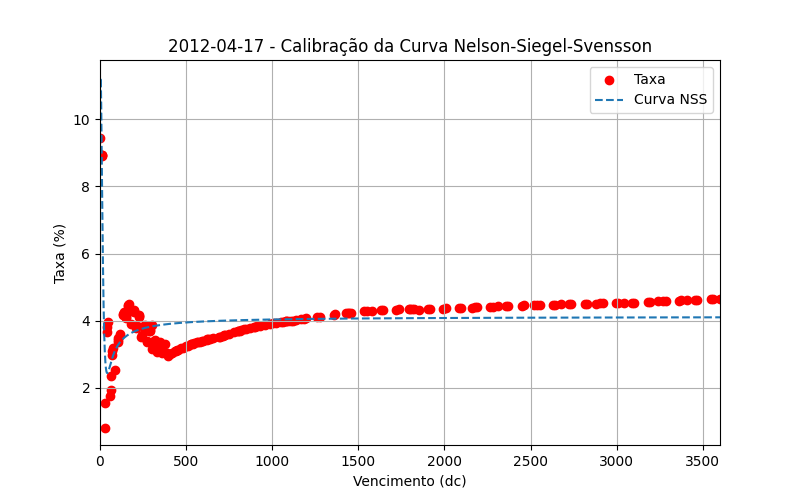 2012-04-17 - Calibração da Curva Nelson-Siegel-Svensson
Taxa
Curva NSS
Taxa (%)
10
8
6
4
2
0
500
1000
1500
2000
2500
3000
3500
Vencimento (dc)